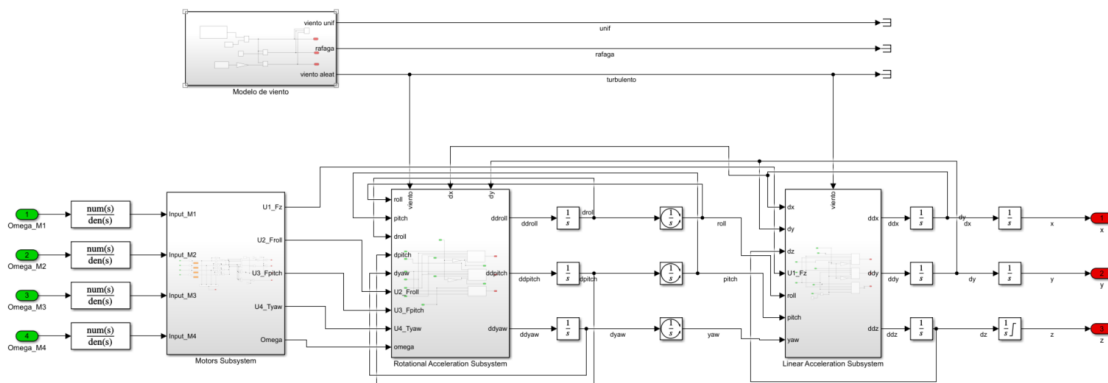 viento unif
unif
rafaga
rafaga
viento aleat
turbulento
Modelo de viento
1
Omega_M1
num(s)
den(s)
Input_M1
2
Omega_M2
num(s)
den(s)
Input_M2
3
Omega_M3
num(s)
den(s)
Input_M3
4
Omega_M4
num(s)
den(s)
Input_M4
U1_Fz
U2_Froll
U3_Fpitch
U4_Tyaw
Omega
Motors Subsystem
viento
dx
dy
roll
pitch
droll
dpitch
dyaw
U2_Froll
U3_Fpitch
U4_Tyaw
omega
ddroll
ddpitch
ddyaw
Rotational Acceleration Subsystem
ddroll
1
s
droll
1
s
roll
ddpitch
1
s
dpitch
1
s
pitch
ddyaw
1
s
dyaw
1
s
yaw
viento
dx
dy
dz
U1_Fz
roll
pitch
yaw
ddx
ddy
ddz
Linear Acceleration Subsystem
ddx
1
s
dy
dx
1
s
x
1
x
ddy
1
s
dy
1
s
y
2
y
ddz
1
s
dz
1
s
z
3
z